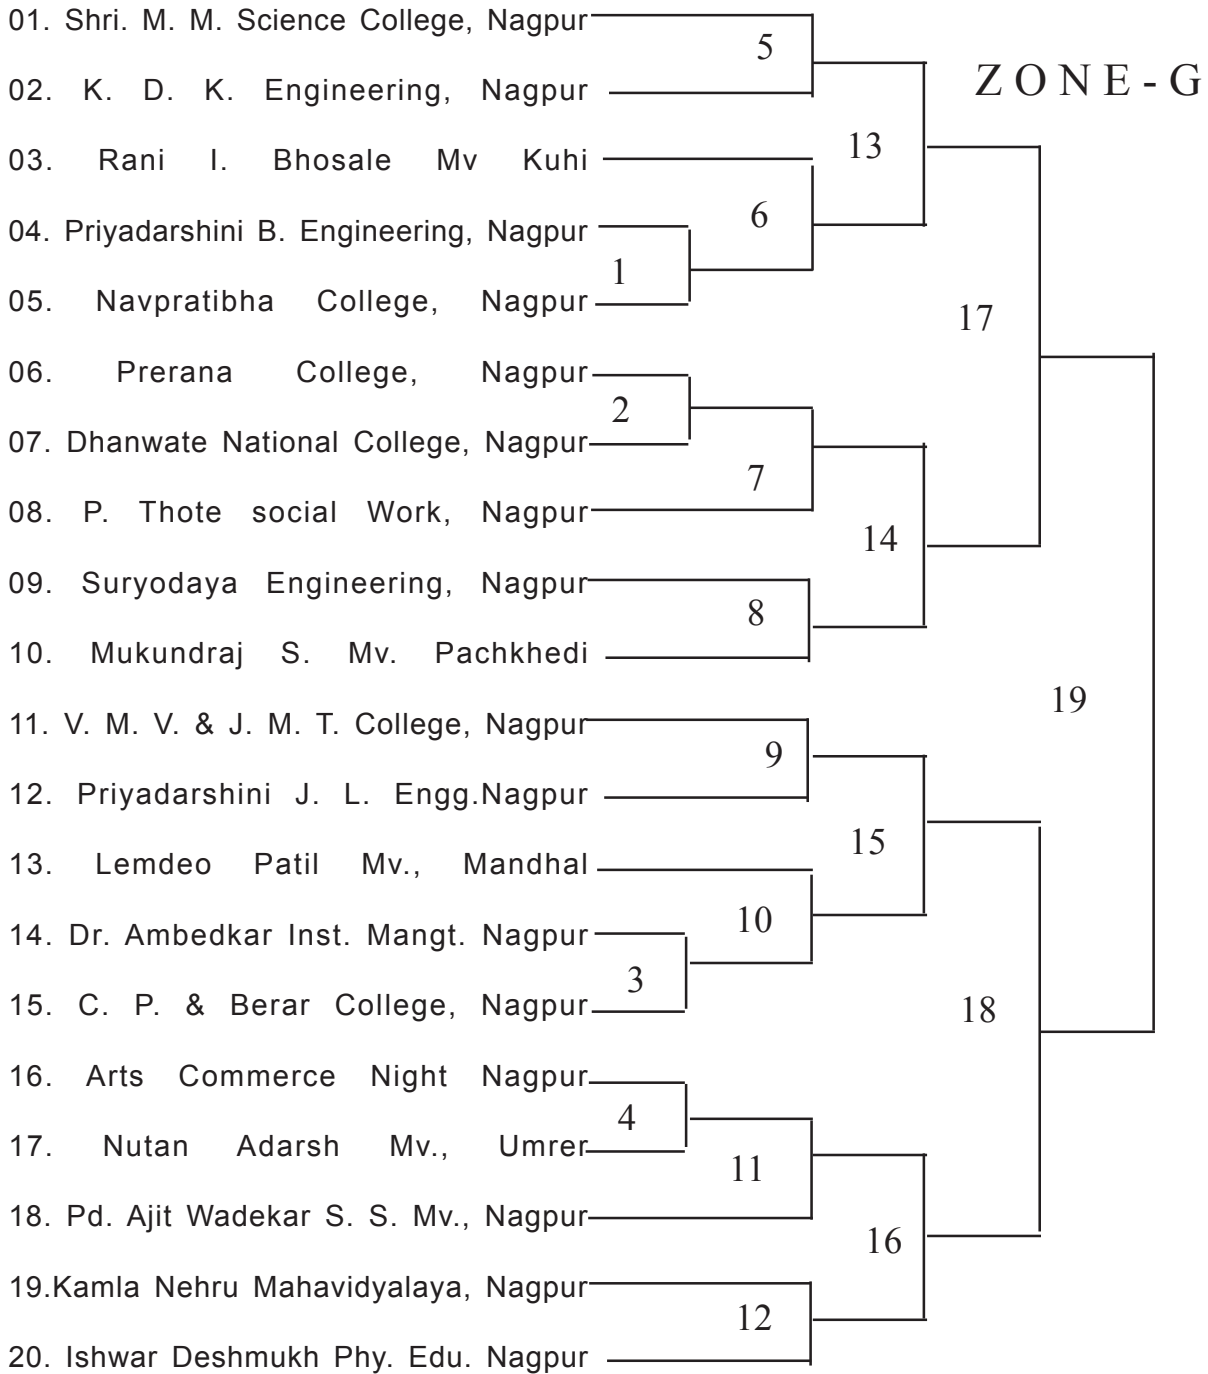 01. Shri. M. M. Science College, Nagpur
5
ZONE-G
02. K. D. K. Engineering, Nagpur
13
03. Rani I. Bhosale Mv Kuhi
6
04. Priyadarshini B. Engineering, Nagpur
1
05. Navpratibha College, Nagpur
17
06. Prerana College, Nagpur
2
07. Dhanwate National College, Nagpur
7
08. P. Thote social Work, Nagpur
14
09. Suryodaya Engineering, Nagpur
8
10. Mukundraj S. Mv. Pachkhedi
19
11. V. M. V. & J. M. T. College, Nagpur
9
12. Priyadarshini J. L. Engg.Nagpur
15
13. Lemdeo Patil Mv., Mandhal
10
14. Dr. Ambedkar Inst. Mangt. Nagpur
3
15. C. P. & Berar College, Nagpur
18
16. Arts Commerce Night Nagpur
4
17. Nutan Adarsh Mv., Umrer
11
18. Pd. Ajit Wadekar S. S. Mv., Nagpur
16
19.Kamla Nehru Mahavidyalaya, Nagpur
12
20. Ishwar Deshmukh Phy. Edu. Nagpur